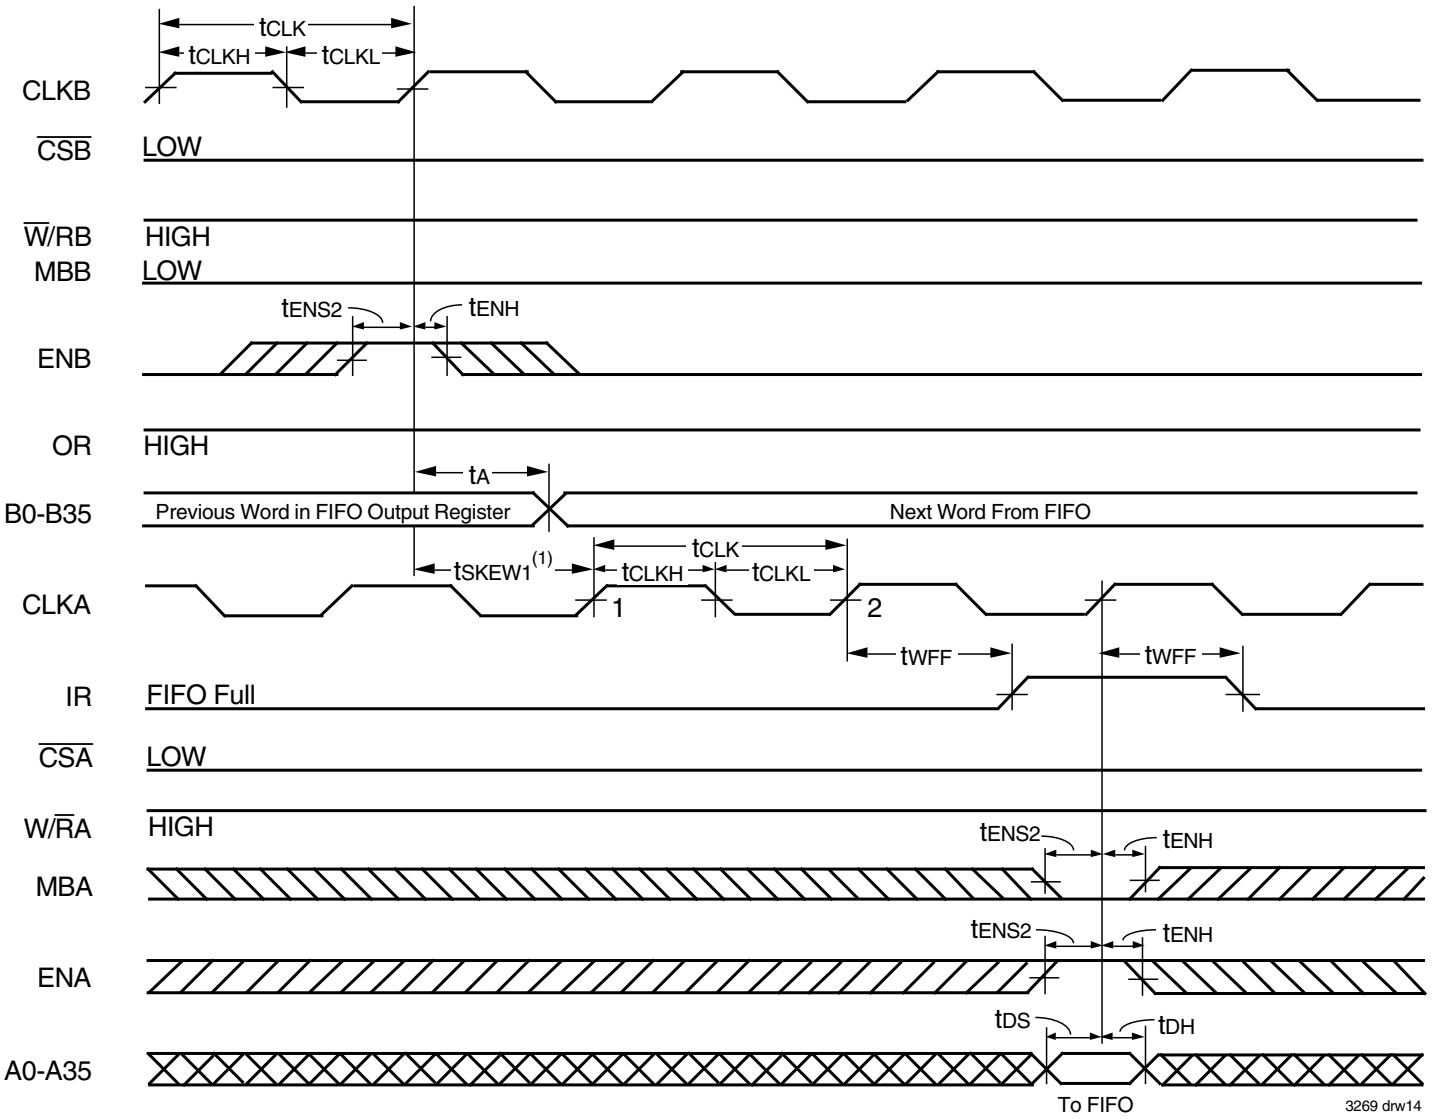 tCLK
tCLKH tCLKL
CLKB
CSB LOW
W/RB HIGH
MBB LOW
tENS2 tENH
ENB
OR HIGH
tA
B0-B35 Previous Word in FIFO Output Register Next Word From FIFO
tCLK
tSKEW1(1) tCLKH tCLKL
CLKA 1 2
tWFF tWFF
IR FIFO Full
CSA LOW
W/RA HIGH
tENS2 tENH
MBA
tENS2 tENH
ENA
tDS tDH
A0-A35
To FIFO 3269 drw14